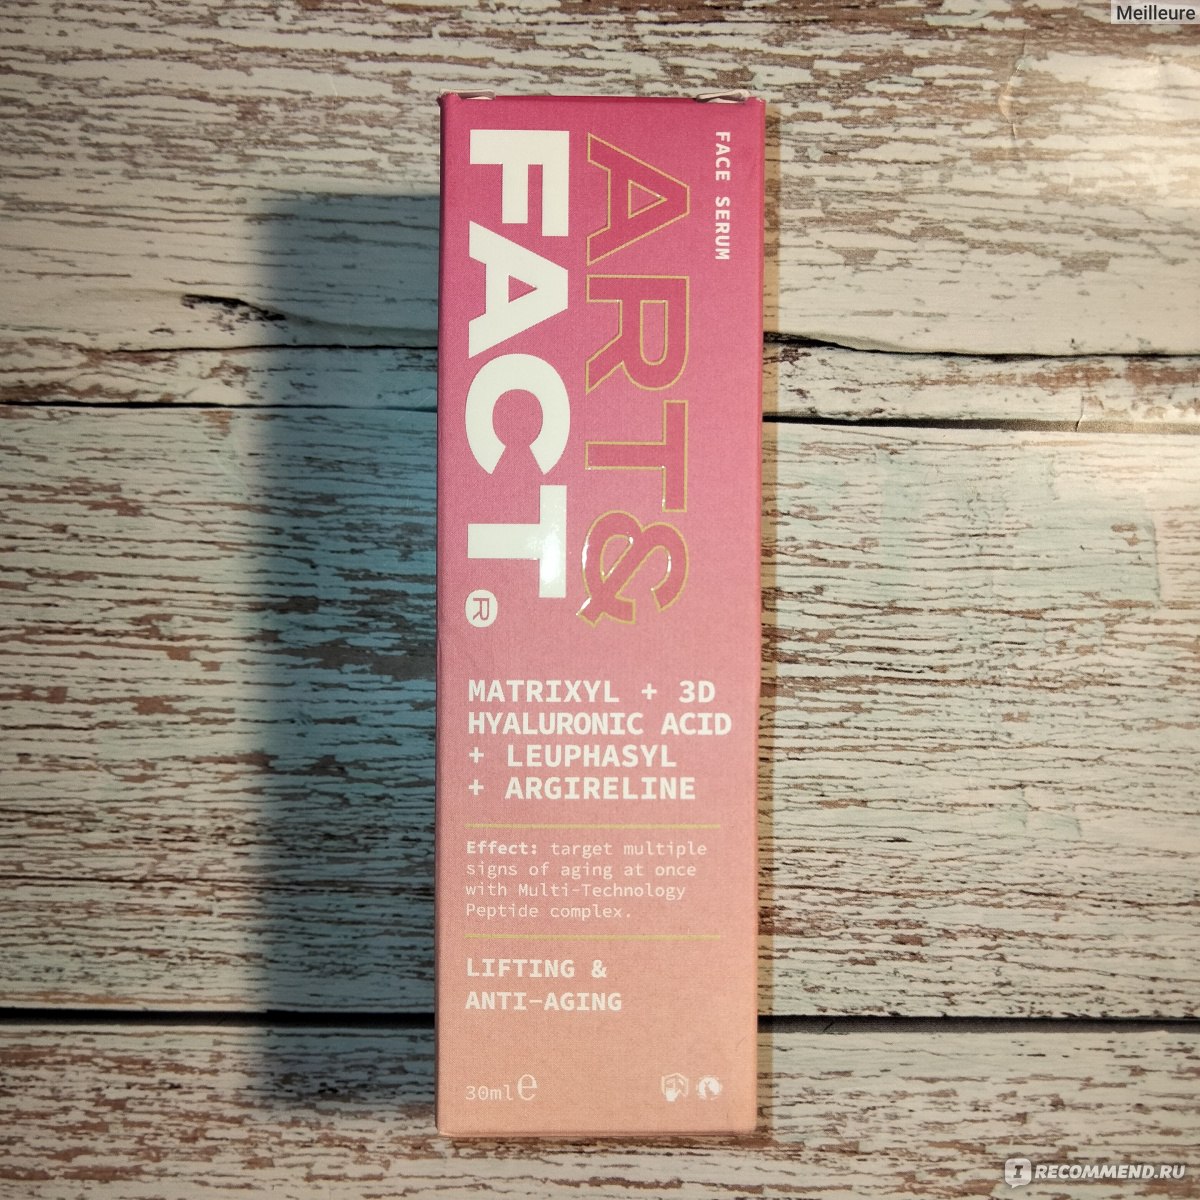 Meilleure
FACE SERUM
ART&
FACT®
MATRIXYL + 3D
HYALURONIC ACID
+ LEUPHASYL
+ ARGIRELINE
Effect: target multiple
signs of aging at once
with Multi-Technology
Peptide complex.
LIFTING &
ANTI-AGING
30ml℮
I RECOMMEND.RU